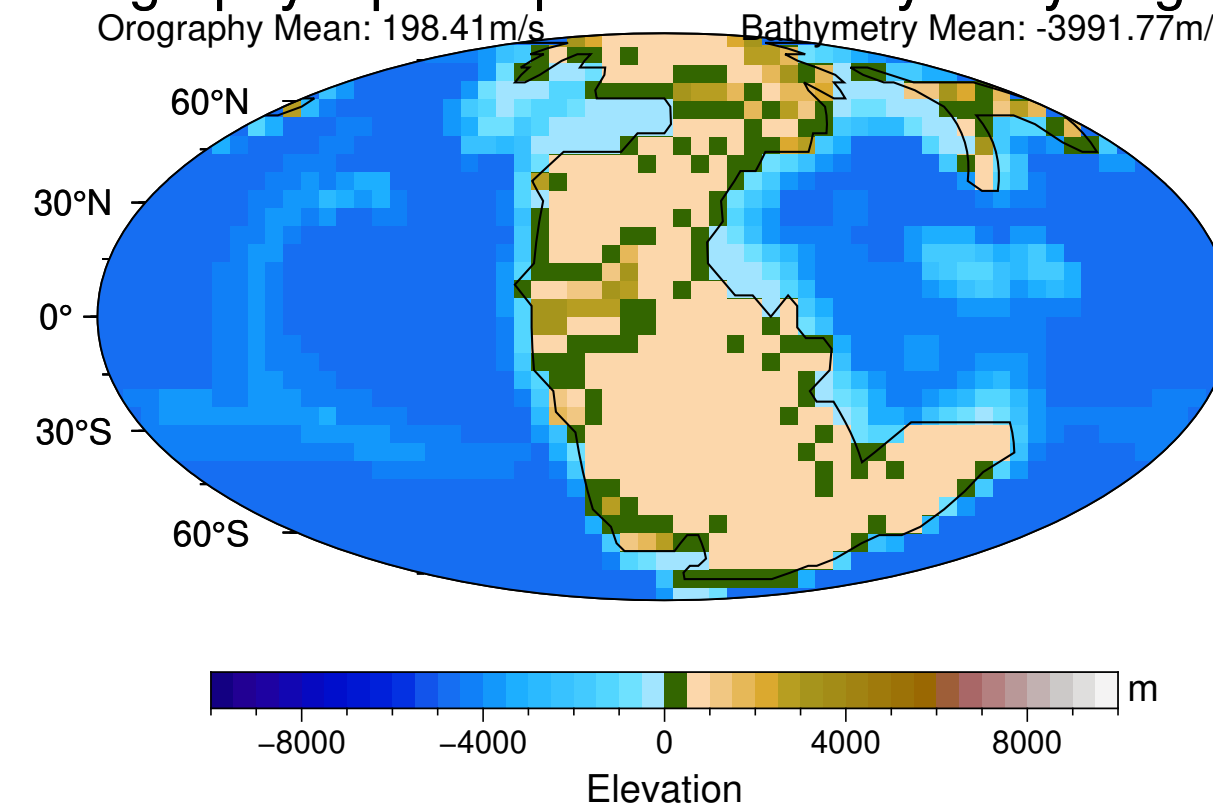 Orography Mean: 198.41m/s Bathymetry Mean: -3991.77m/
60°N
30°N
0°
30°S
60°S
m
−8000 −4000 0 4000 8000
Elevation